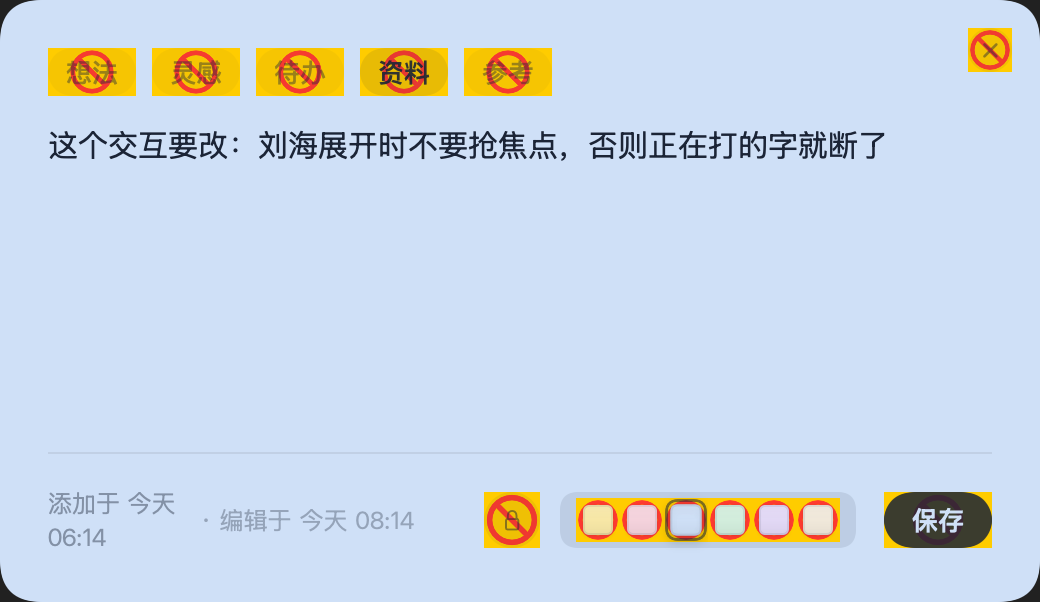 想法 灵感 待办 资料 参考
这个交互要改：刘海展开时不要抢焦点，否则正在打的字就断了
添加于 今天
06:14
· 编辑于 今天 08:14
保存